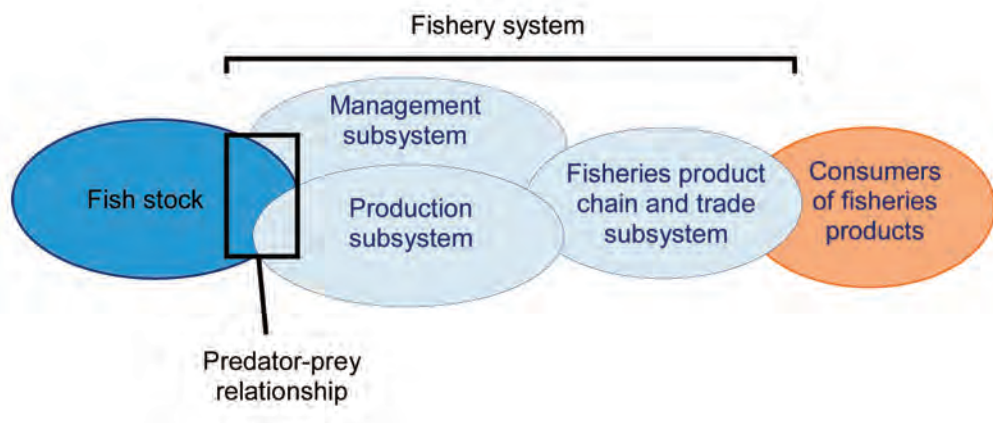 Fishery system
Management
subsystem
Fish stock
Production
subsystem
Fisheries product
chain and trade
subsystem
Consumers
of fisheries
products
Predator-prey
relationship